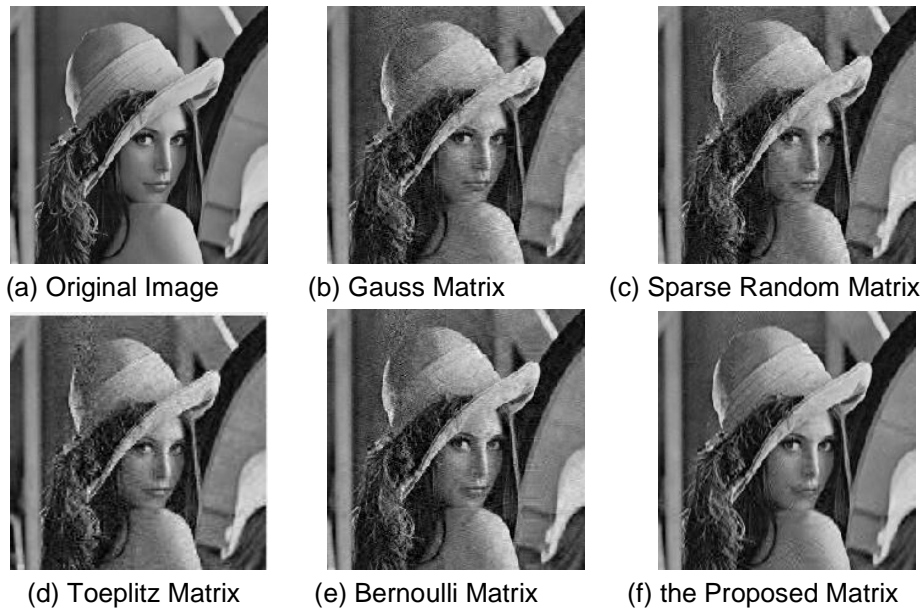 (a) Original Image
(b) Gauss Matrix
(c) Sparse Random Matrix
(d) Toeplitz Matrix
(e) Bernoulli Matrix
(f) the Proposed Matrix